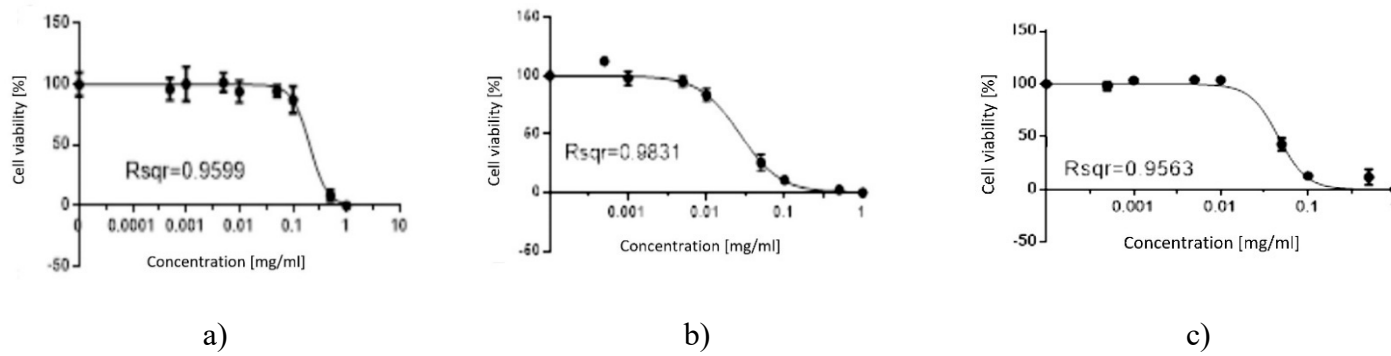 150
100
50
0
-50
Cell viability [%]
Rsqr=0.9599
0 0.0001 0.001 0.01 0.1 1 10
Concentration [mg/ml]
a)
160
100
60
0
-60
Cell viability [%]
Rsqr=0.9831
0.001 0.01 0.1 1
Concentration [mg/ml]
b)
150
100
50
0
-50
Cell viability [%]
Rsqr=0.9563
0.001 0.01 0.1
Concentration [mg/ml]
c)